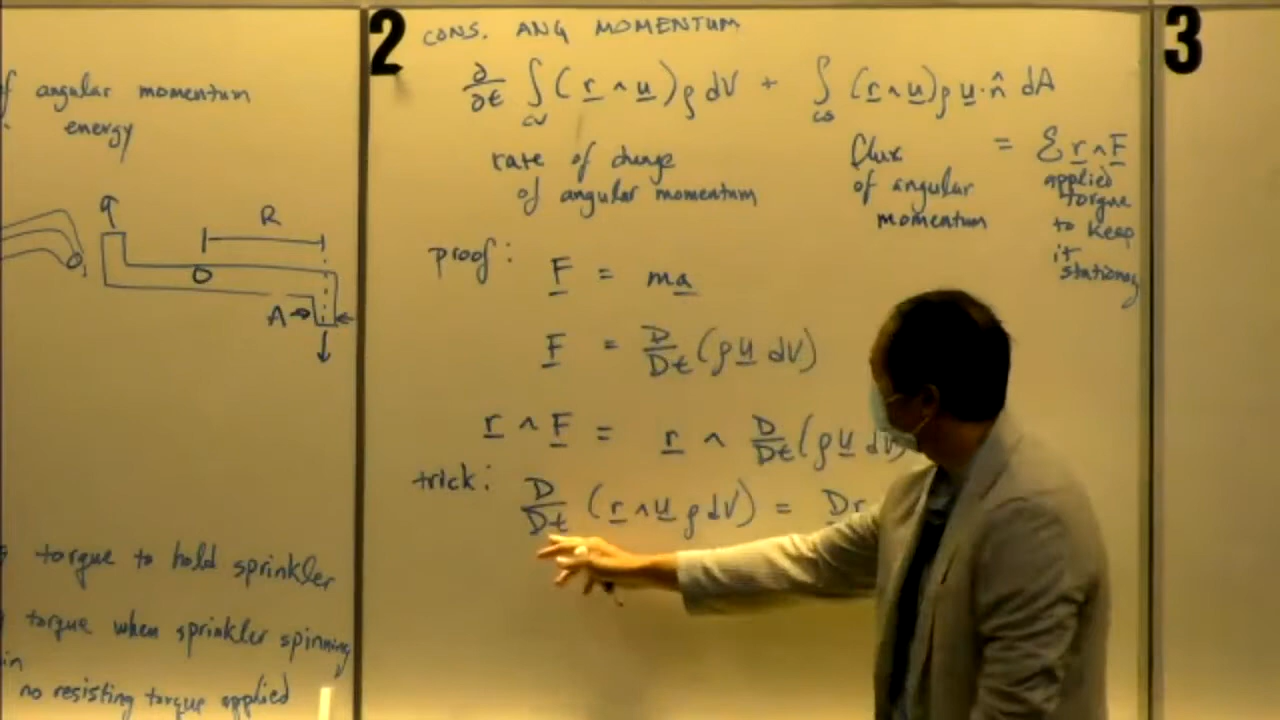 f angular momentum
energy
R
A
torque to hold sprinkler
torque when sprinkler spinning
in
no resisting torque applied
2
CONS. ANG MOMENTUM
∂/∂t ∫cv (r ∧ u) ρ dV + ∫cs (r ∧ u) ρ u · n̂ dA
= Σ r ∧ F
rate of change
of angular momentum
flux
of angular
momentum
applied
torque
to keep
it
stationary
proof:
F = ma
F = D/Dt (ρ u dV)
r ∧ F = r ∧ D/Dt (ρ u dV)
trick: D/Dt (r ∧ u ρ dV) = Dr
3